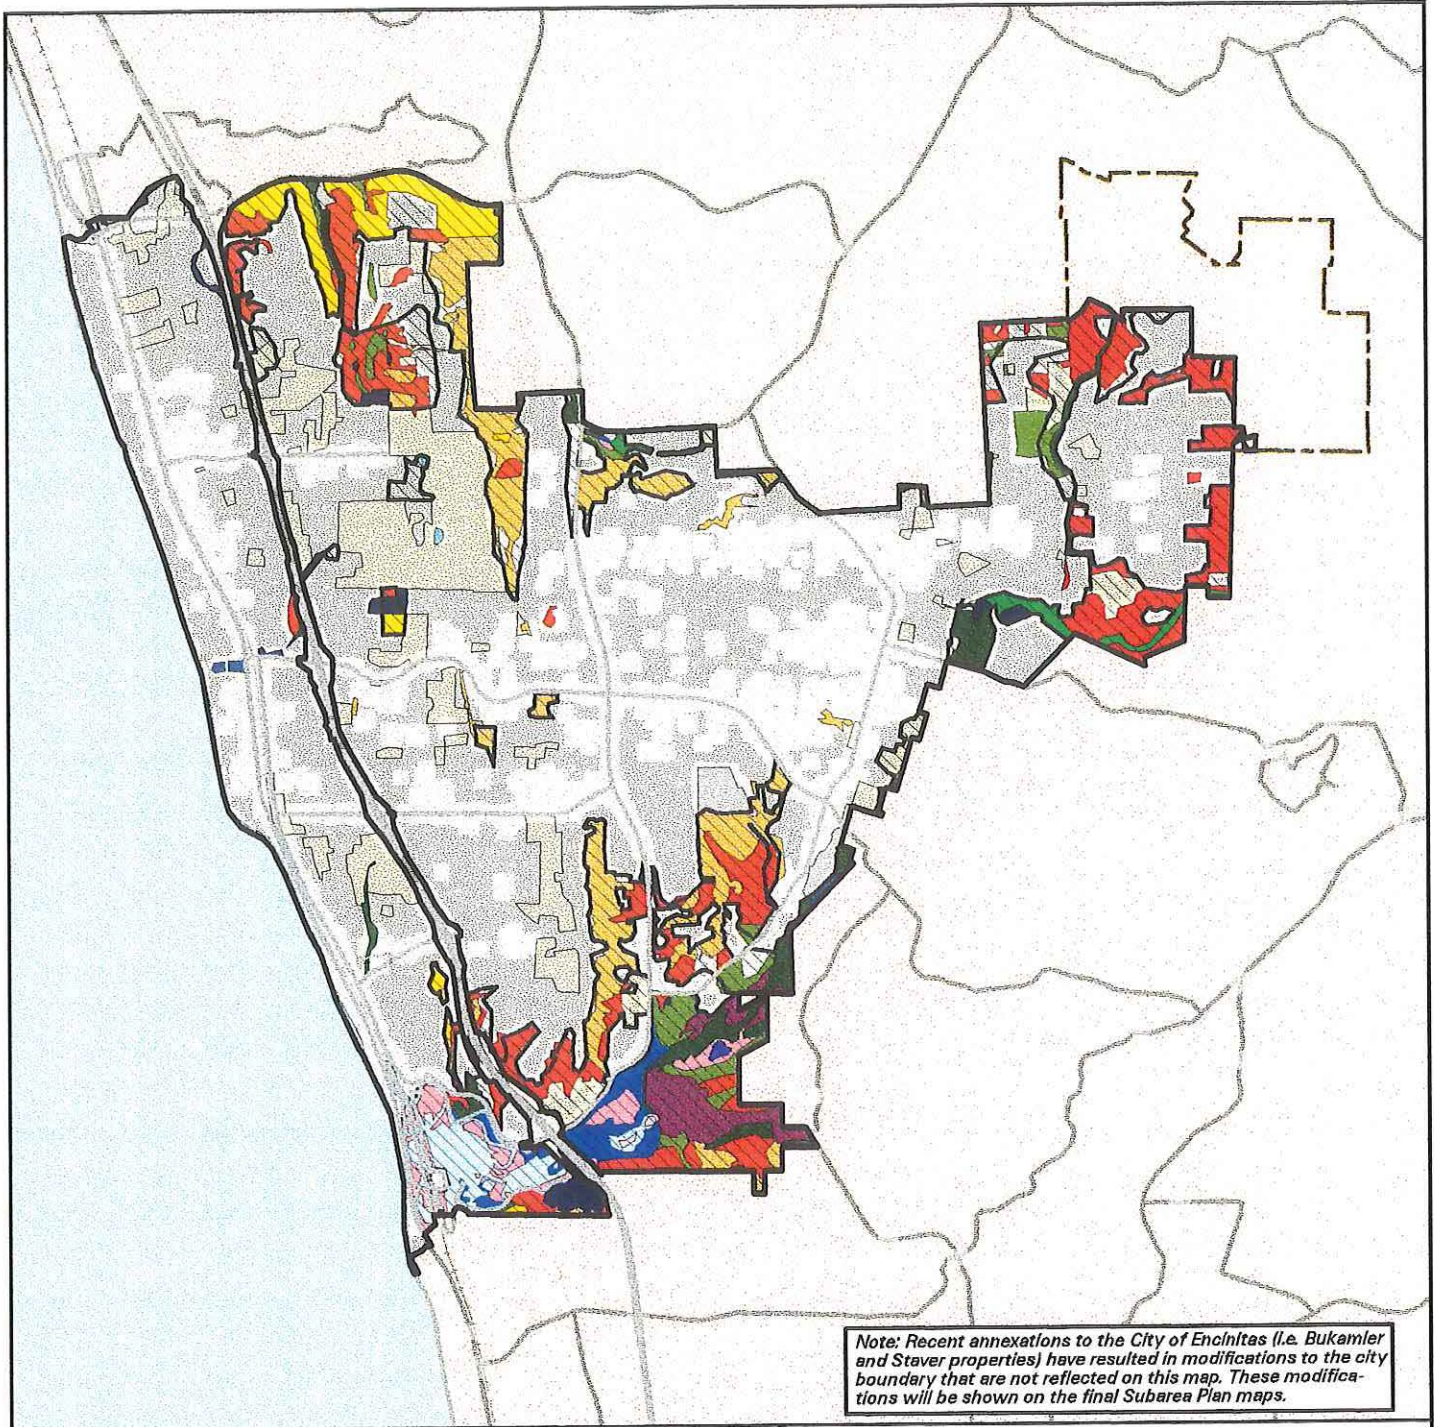 Note: Recent annexations to the City of Encinitas (i.e. Bukamier
and Staver properties) have resulted in modifications to the city
boundary that are not reflected on this map. These modifica-
tions will be shown on the final Subarea Plan maps.